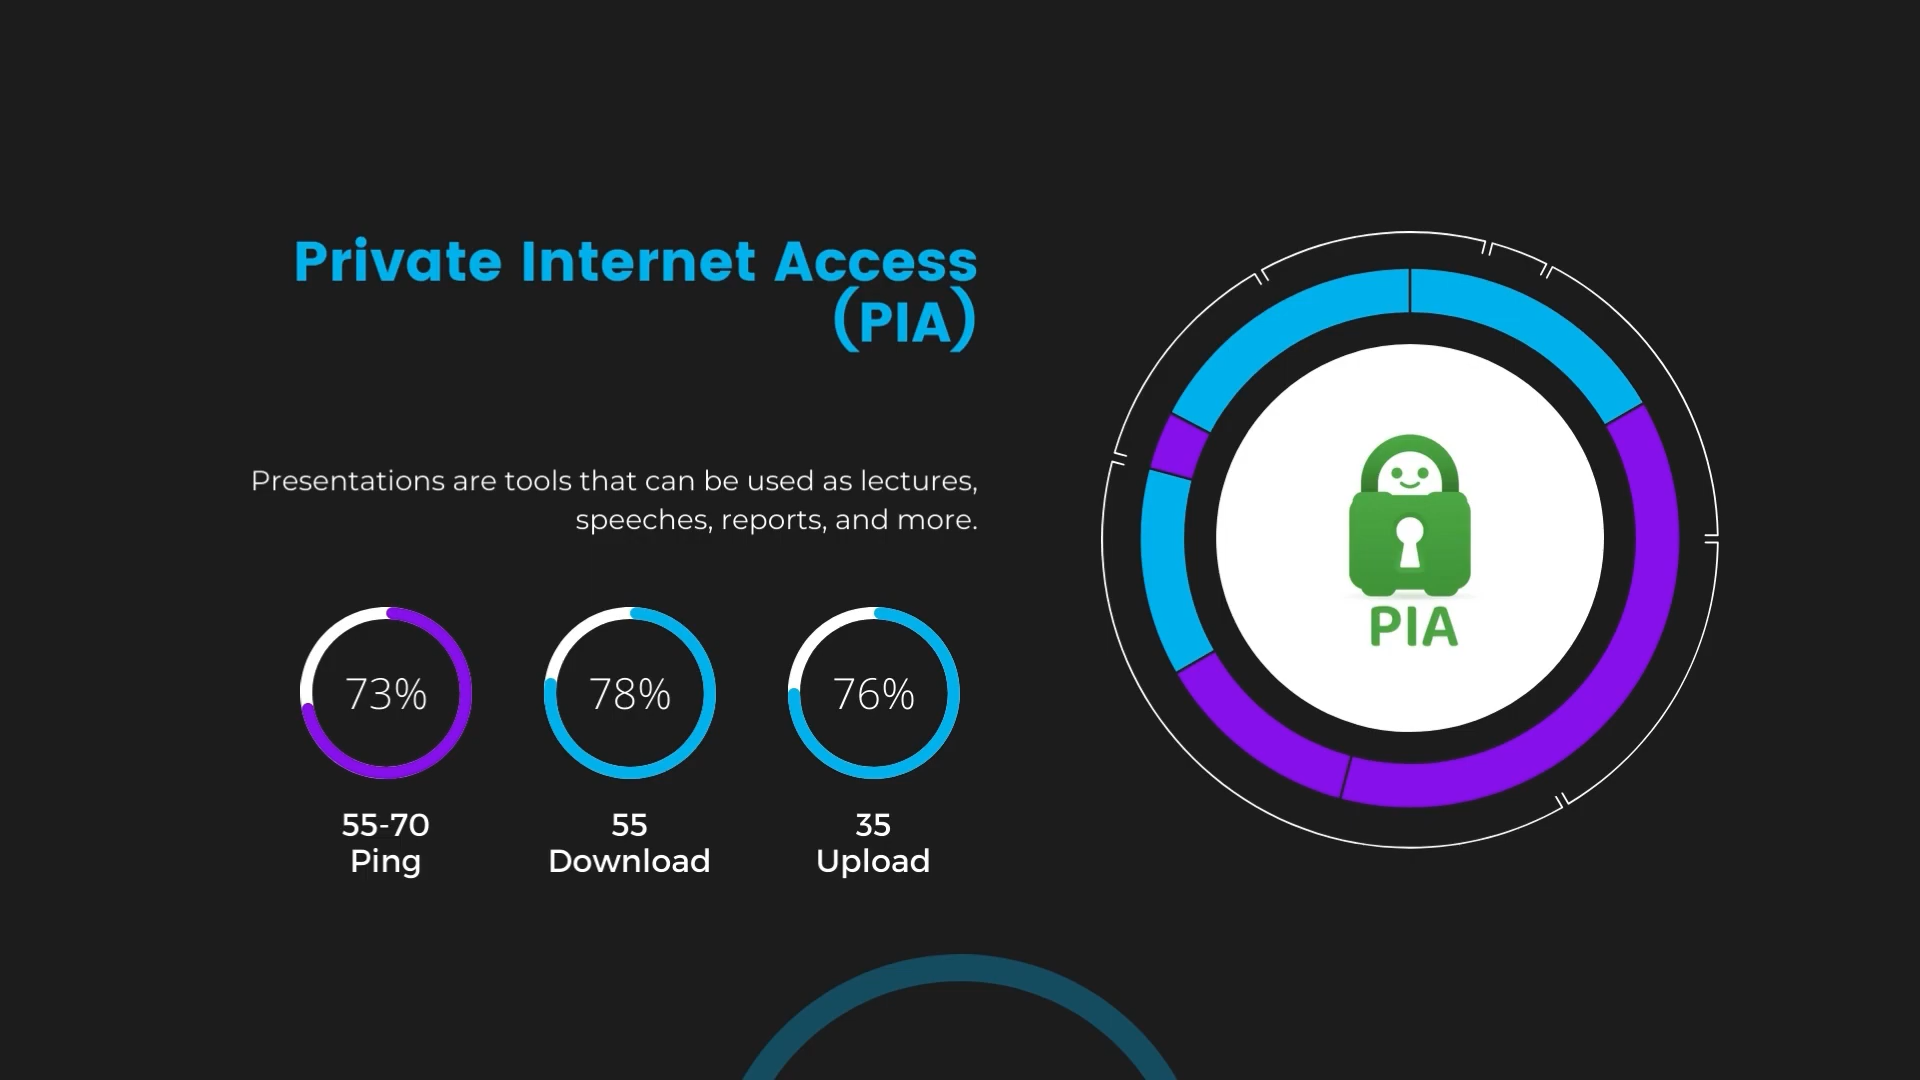 Private Internet Access
(PIA)
Presentations are tools that can be used as lectures,
speeches, reports, and more.
73%
78%
76%
55-70
Ping
55
Download
35
Upload
PIA